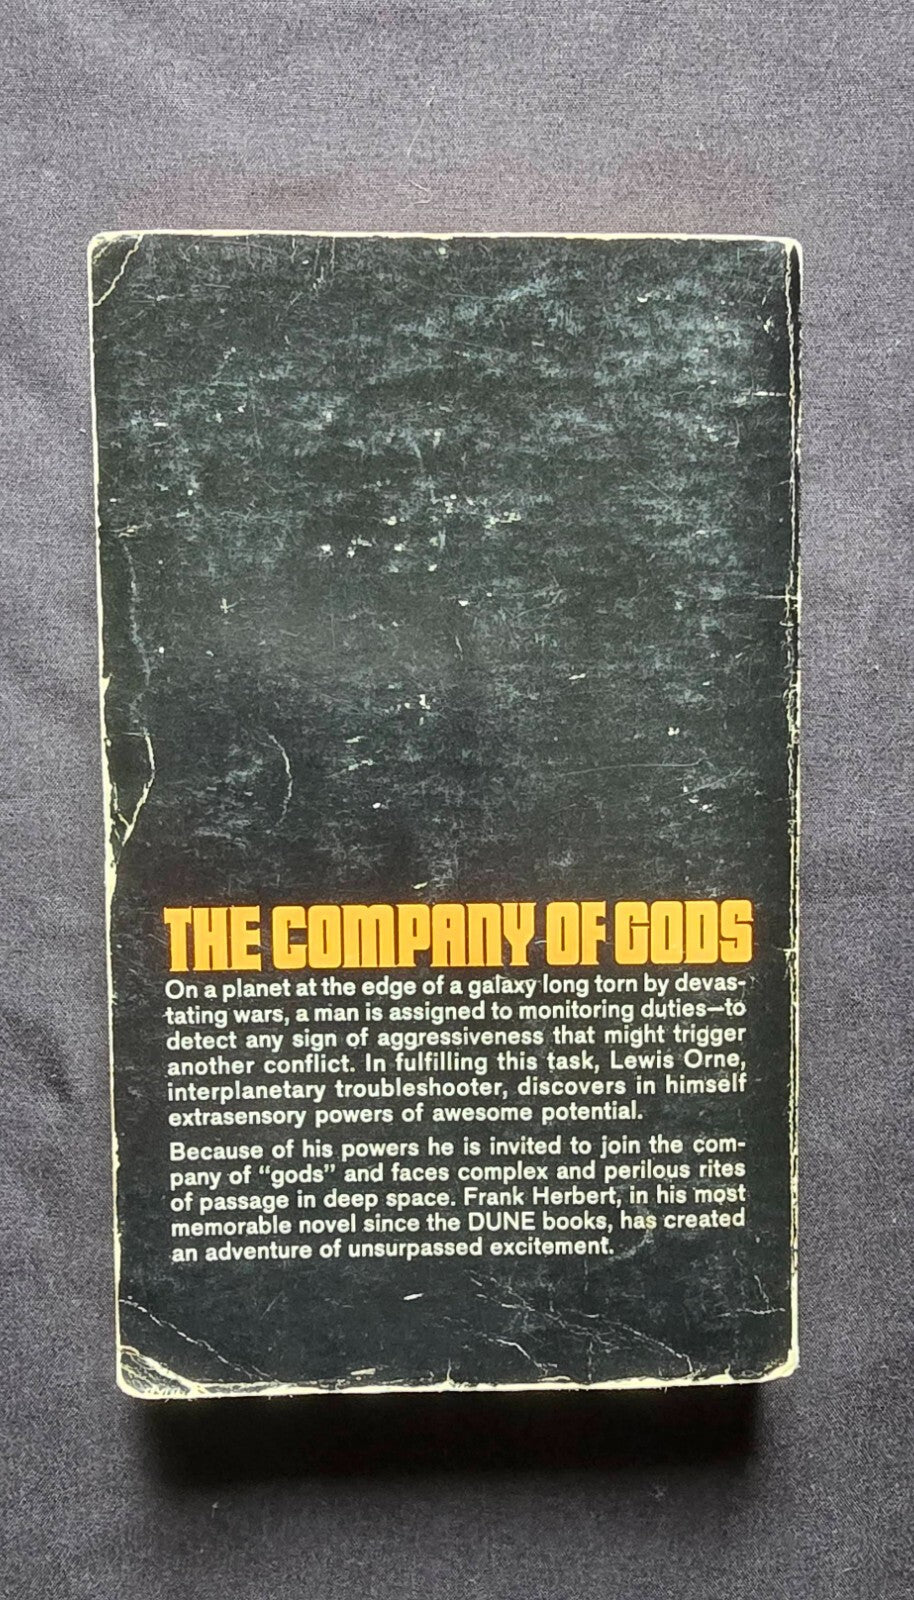 THE COMPANY OF GODS
On a planet at the edge of a galaxy long torn by devas-
tating wars, a man is assigned to monitoring duties—to
detect any sign of aggressiveness that might trigger
another conflict. In fulfilling this task, Lewis Orne,
interplanetary troubleshooter, discovers in himself
extrasensory powers of awesome potential.
Because of his powers he is invited to join the com-
pany of "gods" and faces complex and perilous rites
of passage in deep space. Frank Herbert, in his most
memorable novel since the DUNE books, has created
an adventure of unsurpassed excitement.